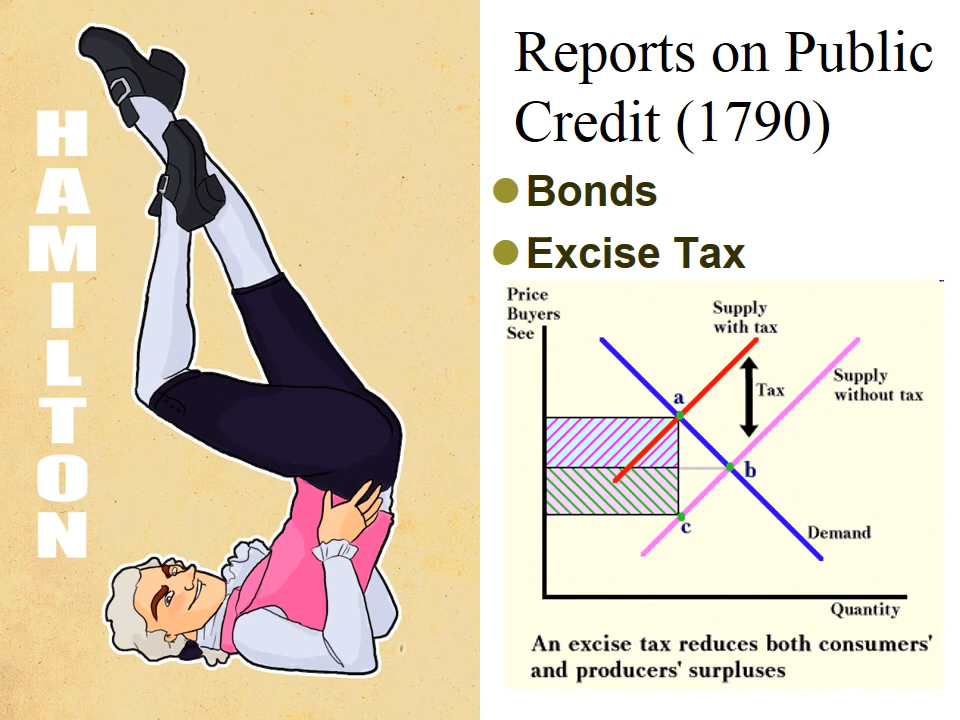 HAMILTON
Reports on Public
Credit (1790)
Bonds
Excise Tax
Price
Buyers
See
Supply
with tax
Tax
Supply
without tax
a
b
c
Demand
Quantity
An excise tax reduces both consumers'
and producers' surpluses